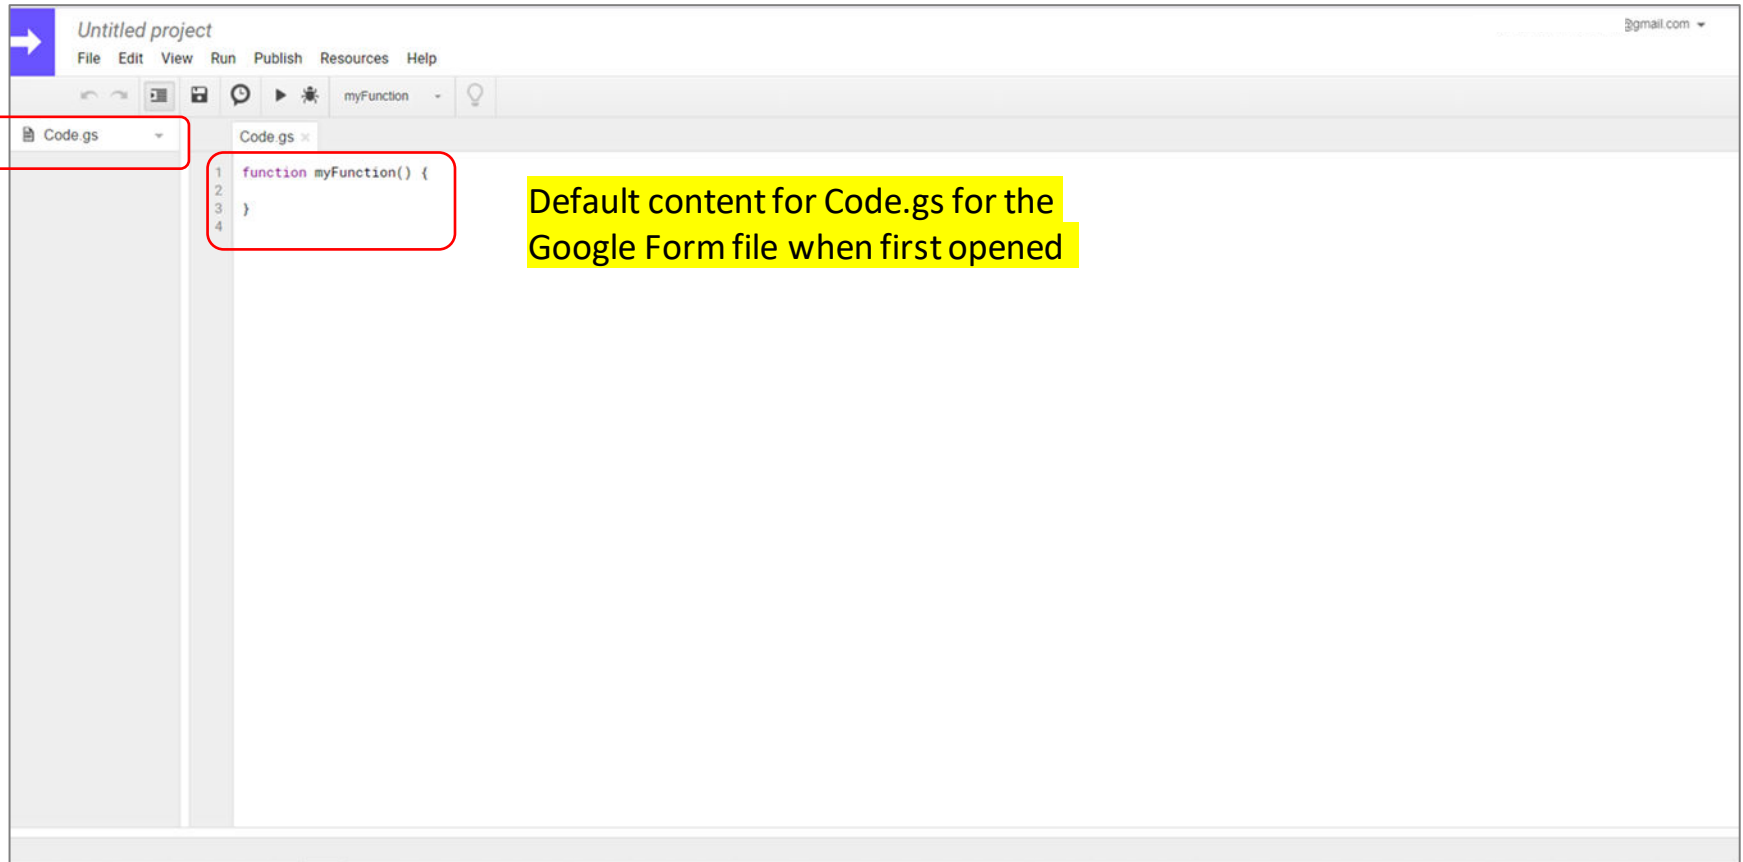 Untitled project
@gmail.com
File Edit View Run Publish Resources Help
myFunction
Code.gs
Code.gs ×
1 function myFunction() {
2
3 }
4
Default content for Code.gs for the
Google Form file when first opened